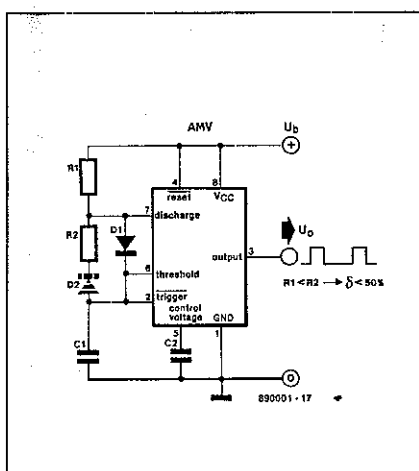 AMV
Ub
+
R1
4
8
reset
VCC
7
discharge
R2
D1
Uo
output
3
6
threshold
D2
2
trigger
R1<R2 → δ<50%
control
voltage
GND
5
1
C1
C2
0
890001 - 17